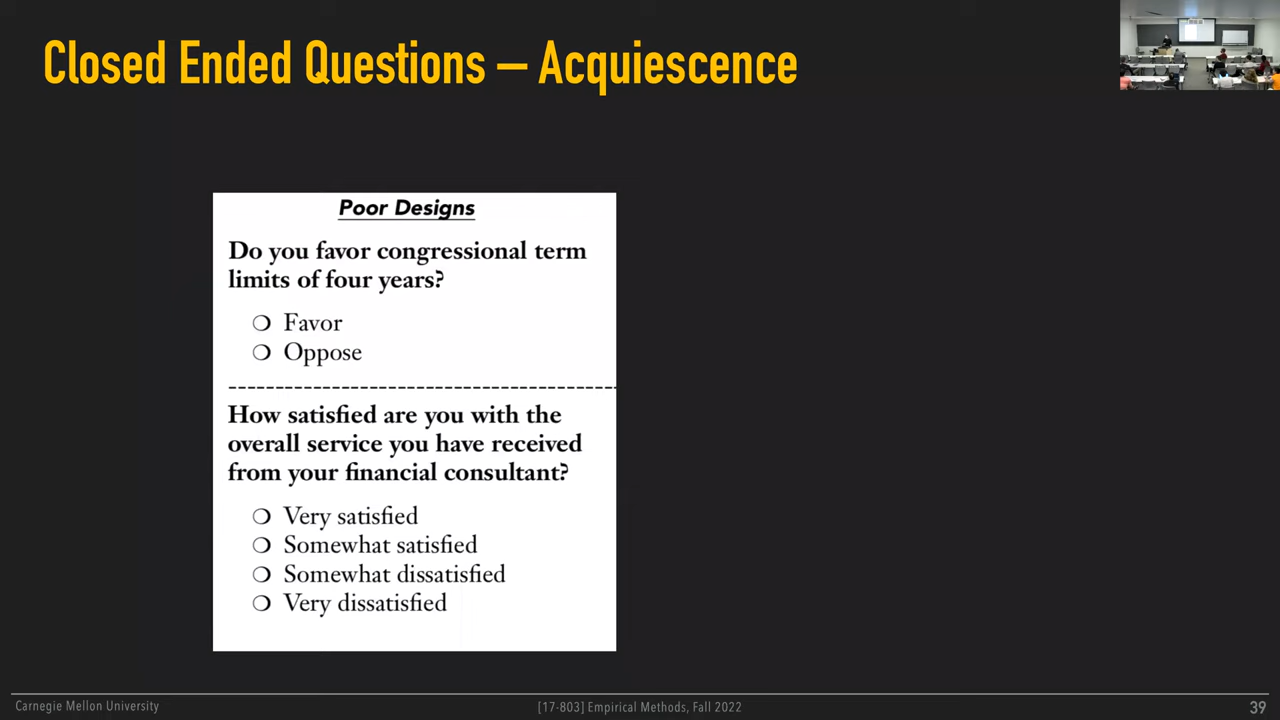 Closed Ended Questions – Acquiescence
Poor Designs
Do you favor congressional term
limits of four years?
Favor
Oppose
How satisfied are you with the
overall service you have received
from your financial consultant?
Very satisfied
Somewhat satisfied
Somewhat dissatisfied
Very dissatisfied
Carnegie Mellon University
[17-803] Empirical Methods, Fall 2022
39